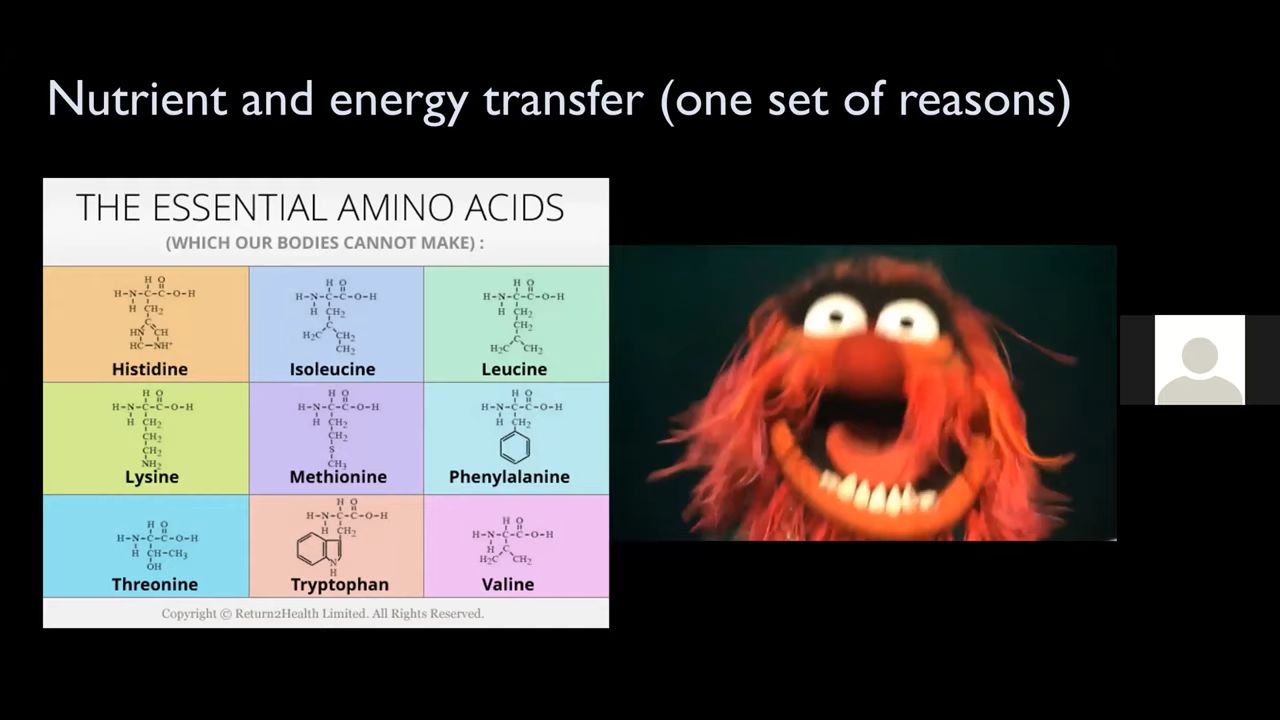 Nutrient and energy transfer (one set of reasons)
THE ESSENTIAL AMINO ACIDS
(WHICH OUR BODIES CANNOT MAKE) :
Histidine
Isoleucine
Leucine
Lysine
Methionine
Phenylalanine
Threonine
Tryptophan
Valine
Copyright © Return2Health Limited. All Rights Reserved.